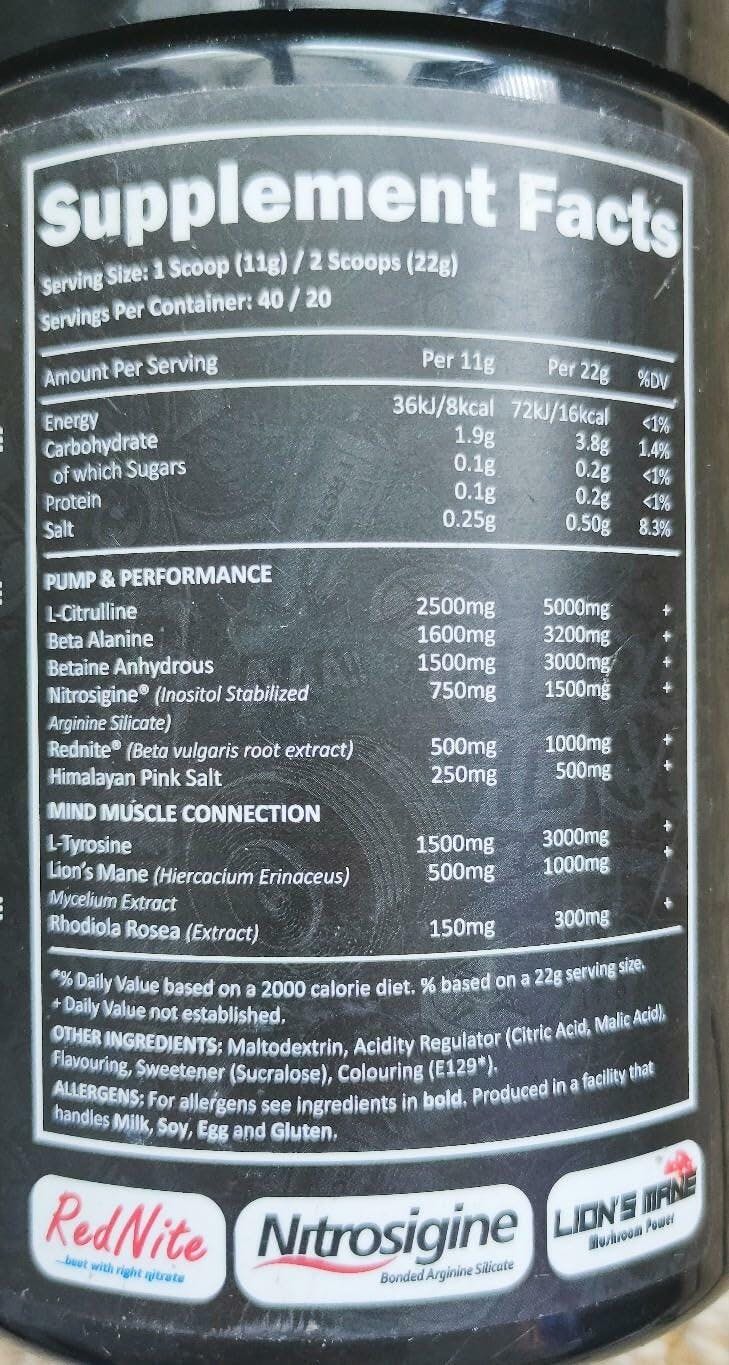 Supplement Facts
Serving Size: 1 Scoop (11g) / 2 Scoops (22g)
Servings Per Container: 40 / 20
Amount Per Serving Per 11g Per 22g %DV
Energy 36kJ/8kcal 72kJ/16kcal <1%
Carbohydrate 1.9g 3.8g 1.4%
of which Sugars 0.1g 0.2g <1%
Protein 0.1g 0.2g <1%
Salt 0.25g 0.50g 8.3%
PUMP & PERFORMANCE
L-Citrulline 2500mg 5000mg +
Beta Alanine 1600mg 3200mg +
Betaine Anhydrous 1500mg 3000mg +
Nitrosigine® (Inositol Stabilized 750mg 1500mg +
Arginine Silicate)
Rednite® (Beta vulgaris root extract) 500mg 1000mg +
Himalayan Pink Salt 250mg 500mg +
MIND MUSCLE CONNECTION
L-Tyrosine 1500mg 3000mg +
Lion's Mane (Hiercacium Erinaceus) 500mg 1000mg +
Mycelium Extract
Rhodiola Rosea (Extract) 150mg 300mg +
*% Daily Value based on a 2000 calorie diet. % based on a 22g serving size.
+ Daily Value not established.
OTHER INGREDIENTS: Maltodextrin, Acidity Regulator (Citric Acid, Malic Acid),
Flavouring, Sweetener (Sucralose), Colouring (E129*).
ALLERGENS: For allergens see ingredients in bold. Produced in a facility that
handles Milk, Soy, Egg and Gluten.
RedNite
...beet with right nitrate
Nitrosigine
Bonded Arginine Silicate
LION'S MANE
Mushroom Power